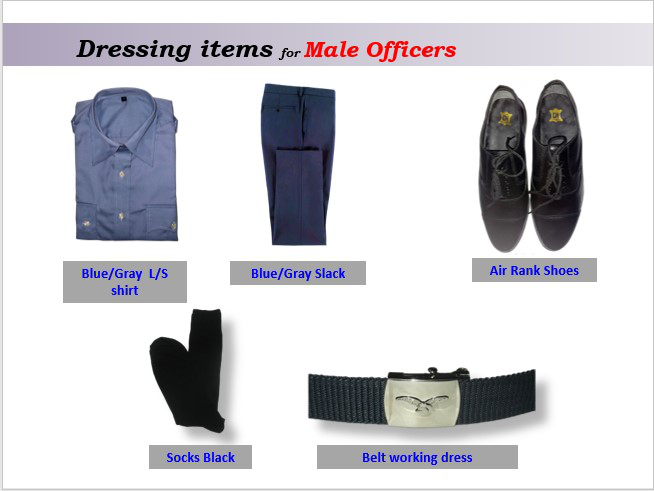 Dressing items for Male Officers
Blue/Gray L/S
shirt
Blue/Gray Slack
Air Rank Shoes
Socks Black
Belt working dress